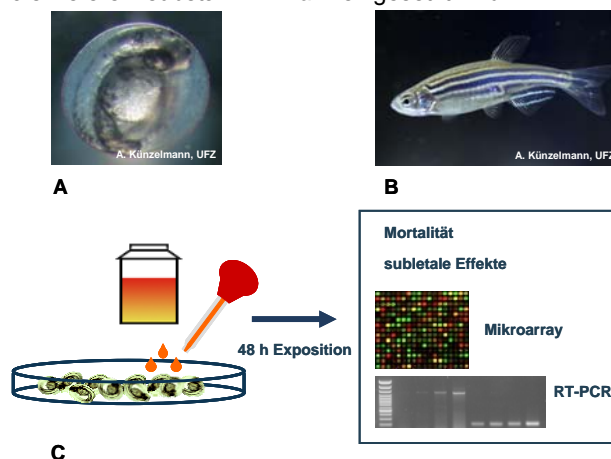 A. Künzelmann, UFZ
A. Künzelmann, UFZ
A
B
Mortalität
subletale Effekte
Mikroarray
48 h Exposition
RT-PCR
C